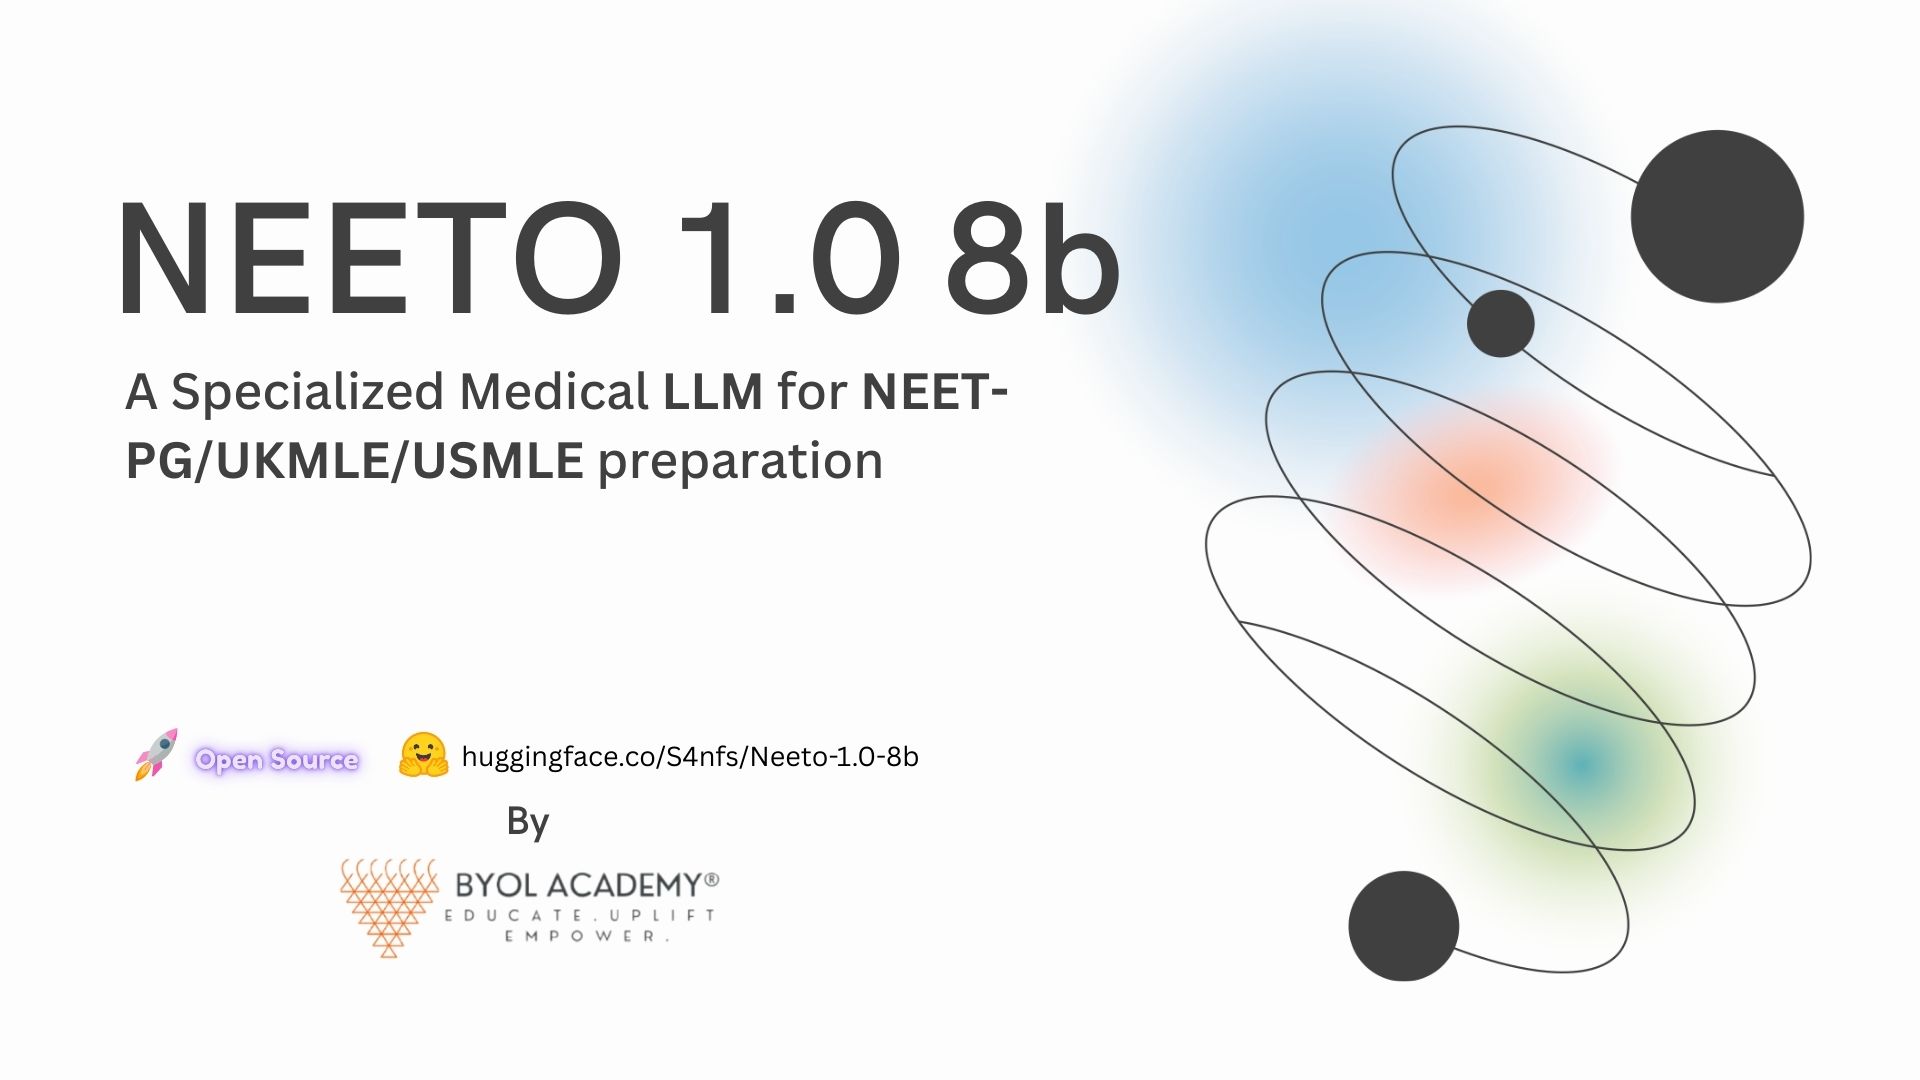 NEETO 1.0 8b
A Specialized Medical LLM for NEET-
PG/UKMLE/USMLE preparation
Open Source
huggingface.co/S4nfs/Neeto-1.0-8b
By
BYOL ACADEMY®
EDUCATE.UPLIFT
EMPOWER.